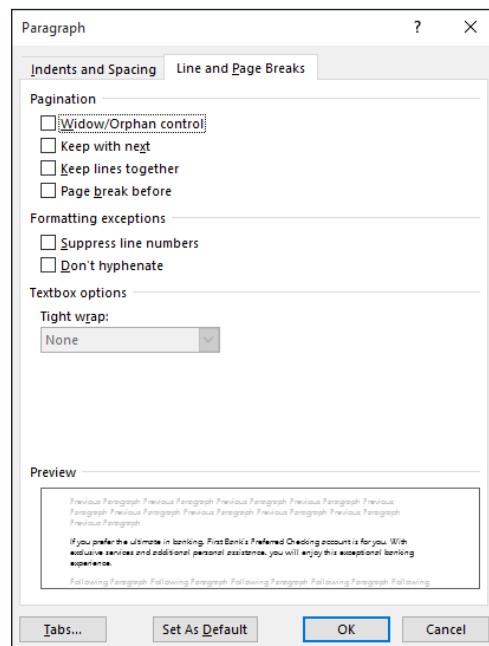 Paragraph ? X
Indents and Spacing Line and Page Breaks
Pagination
Widow/Orphan control
Keep with next
Keep lines together
Page break before
Formatting exceptions
Suppress line numbers
Don't hyphenate
Textbox options
Tight wrap:
None
Preview
Previous Paragraph Previous Paragraph Previous Paragraph Previous Paragraph Previous
Paragraph Previous Paragraph Previous Paragraph Previous Paragraph Previous Paragraph
Previous Paragraph
If you prefer the ultimate in banking, First Bank's Preferred Checking account is for you. With
exclusive services and additional personal assistance, you will enjoy this exceptional banking
experience.
Following Paragraph Following Paragraph Following Paragraph Following Paragraph Following
Tabs... Set As Default OK Cancel